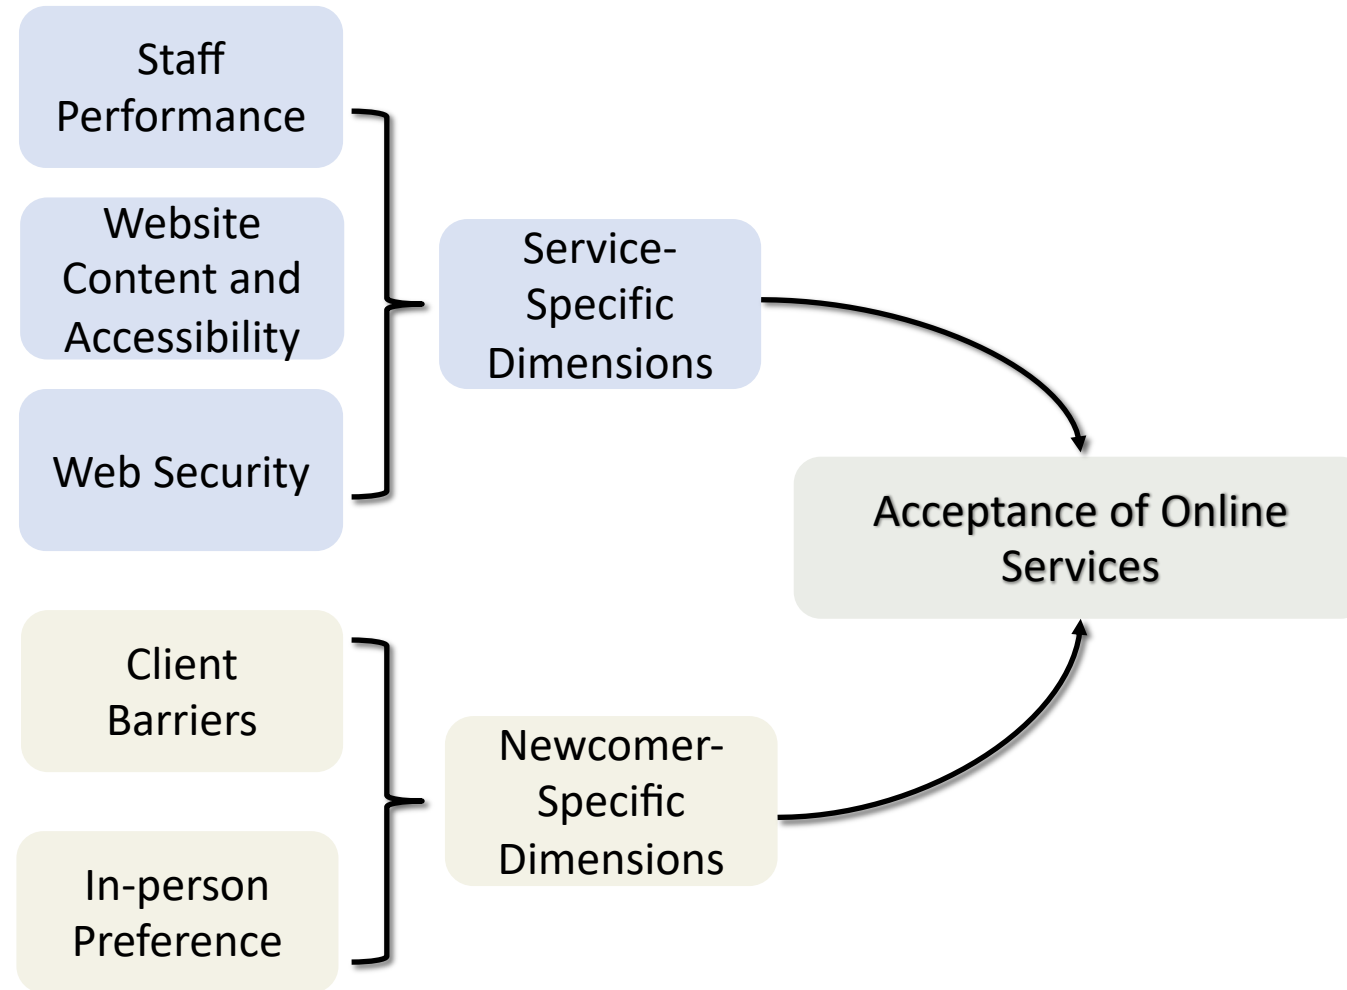 Staff
Performance
Website
Content and
Accessibility
Web Security
Service-
Specific
Dimensions
Acceptance of Online
Services
Client
Barriers
In-person
Preference
Newcomer-
Specific
Dimensions